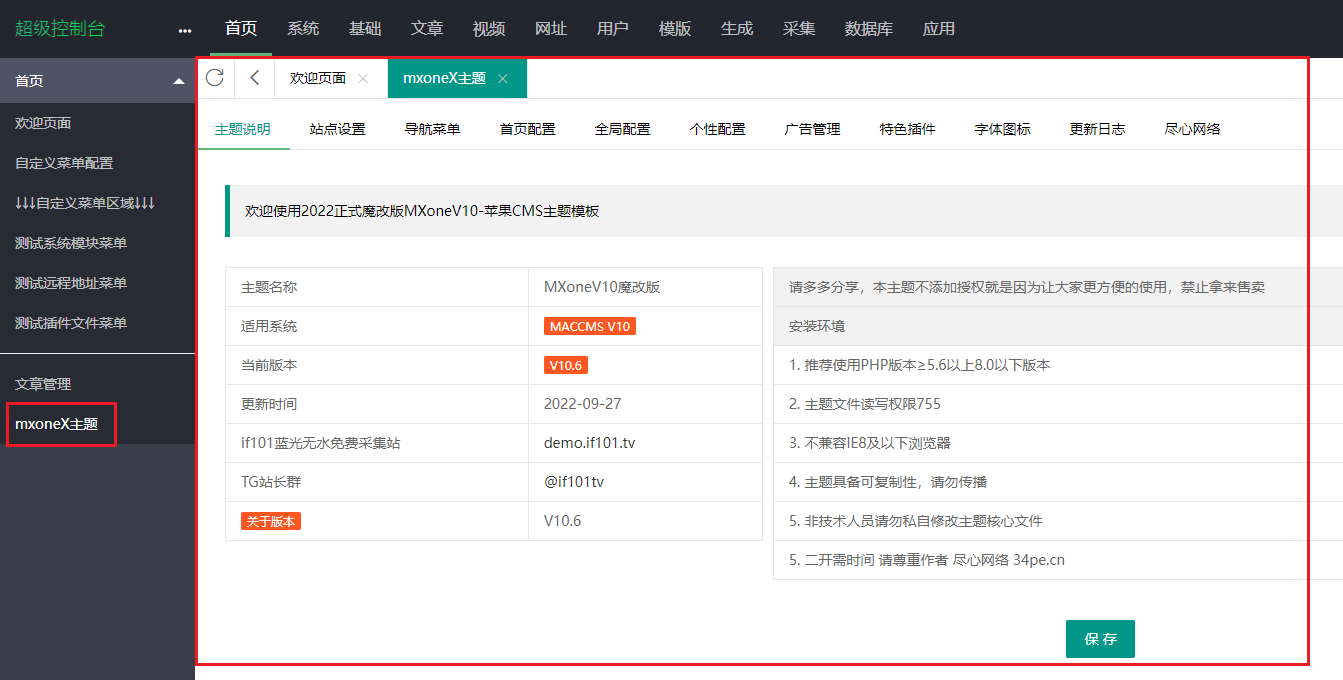 超级控制台 ... 首页 系统 基础 文章 视频 网址 用户 模版 生成 采集 数据库 应用
首页
欢迎页面
自定义菜单配置
↓↓↓自定义菜单区域↓↓↓
测试系统模块菜单
测试远程地址菜单
测试插件文件菜单
文章管理
mxoneX主题
欢迎页面 × mxoneX主题 ×
主题说明 站点设置 导航菜单 首页配置 全局配置 个性配置 广告管理 特色插件 字体图标 更新日志 尽心网络
欢迎使用2022正式魔改版MXoneV10-苹果CMS主题模板
主题名称 MXoneV10魔改版
适用系统 MACCMS V10
当前版本 V10.6
更新时间 2022-09-27
if101蓝光无水免费采集站 demo.if101.tv
TG站长群 @if101tv
关于版本 V10.6
请多多分享，本主题不添加授权就是因为让大家更方便的使用，禁止拿来售卖
安装环境
1. 推荐使用PHP版本≥5.6以上8.0以下版本
2. 主题文件读写权限755
3. 不兼容IE8及以下浏览器
4. 主题具备可复制性，请勿传播
5. 非技术人员请勿私自修改主题核心文件
5. 二开需时间 请尊重作者 尽心网络 34pe.cn
保 存